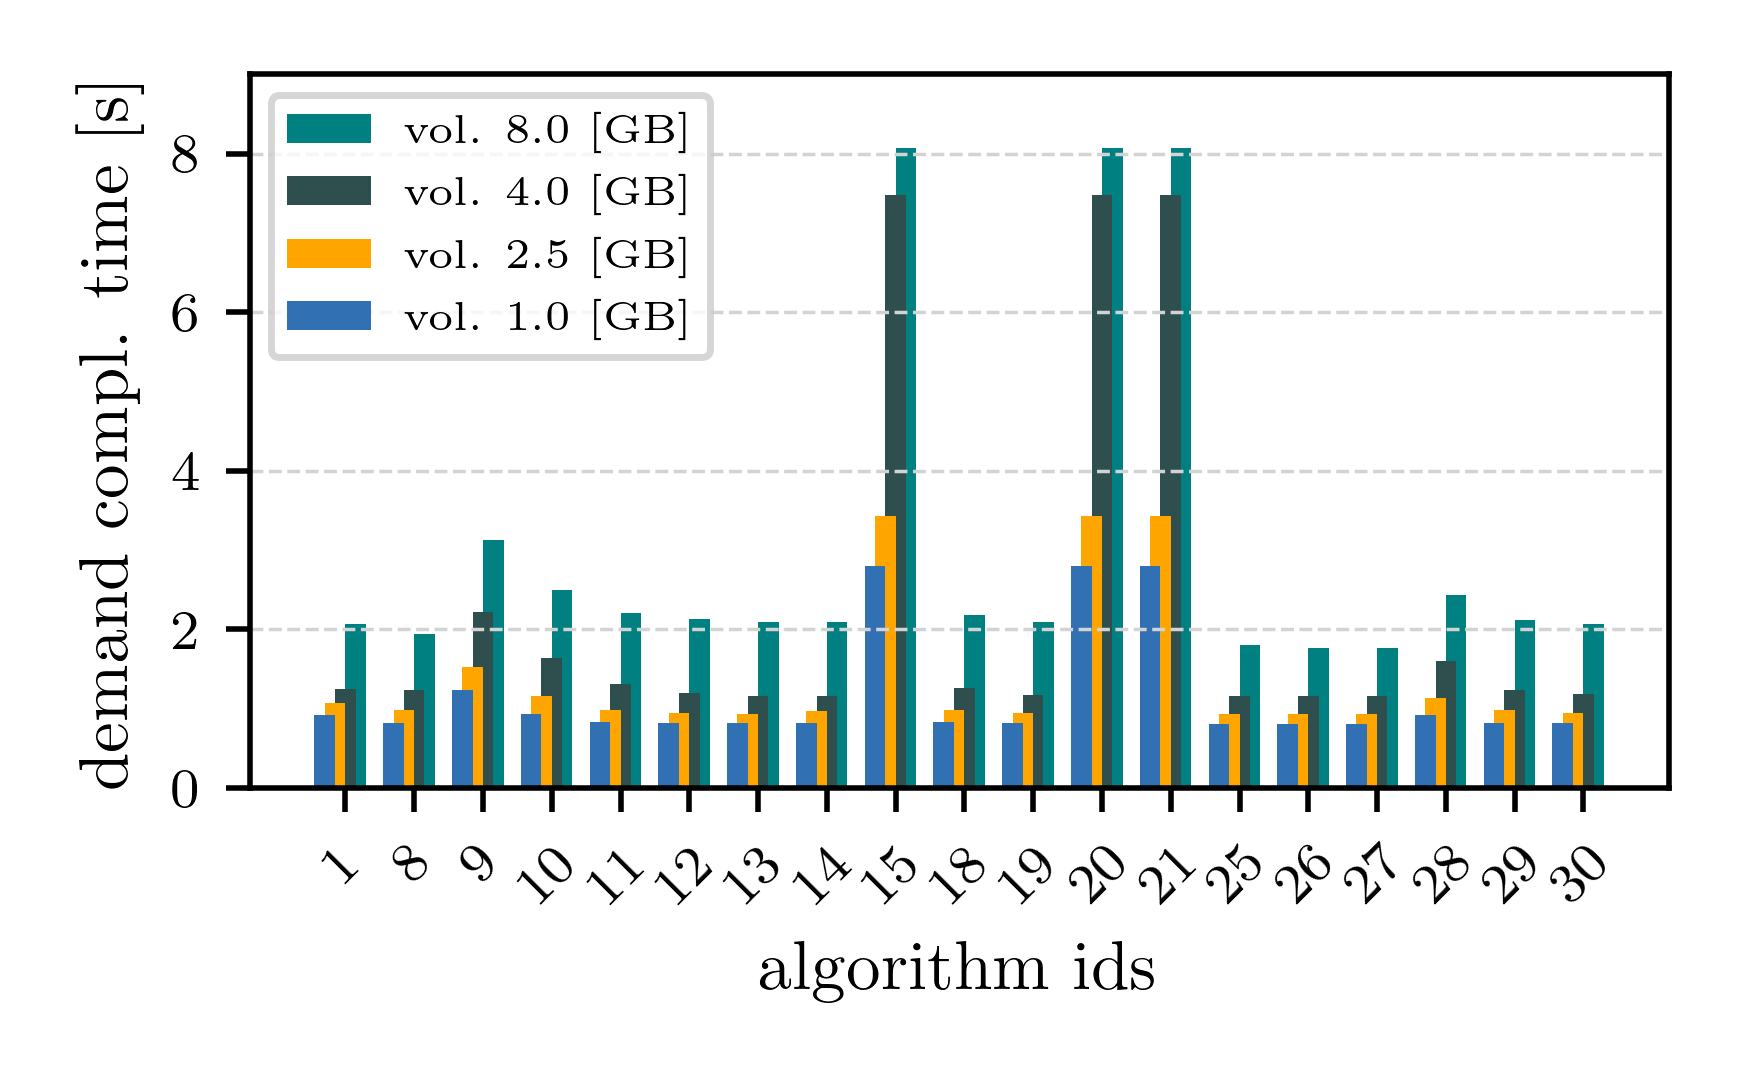 demand compl. time [s]
8
6
4
2
0
vol. 8.0 [GB]
vol. 4.0 [GB]
vol. 2.5 [GB]
vol. 1.0 [GB]
1 8 9 10 11 12 13 14 15 18 19 20 21 25 26 27 28 29 30
algorithm ids